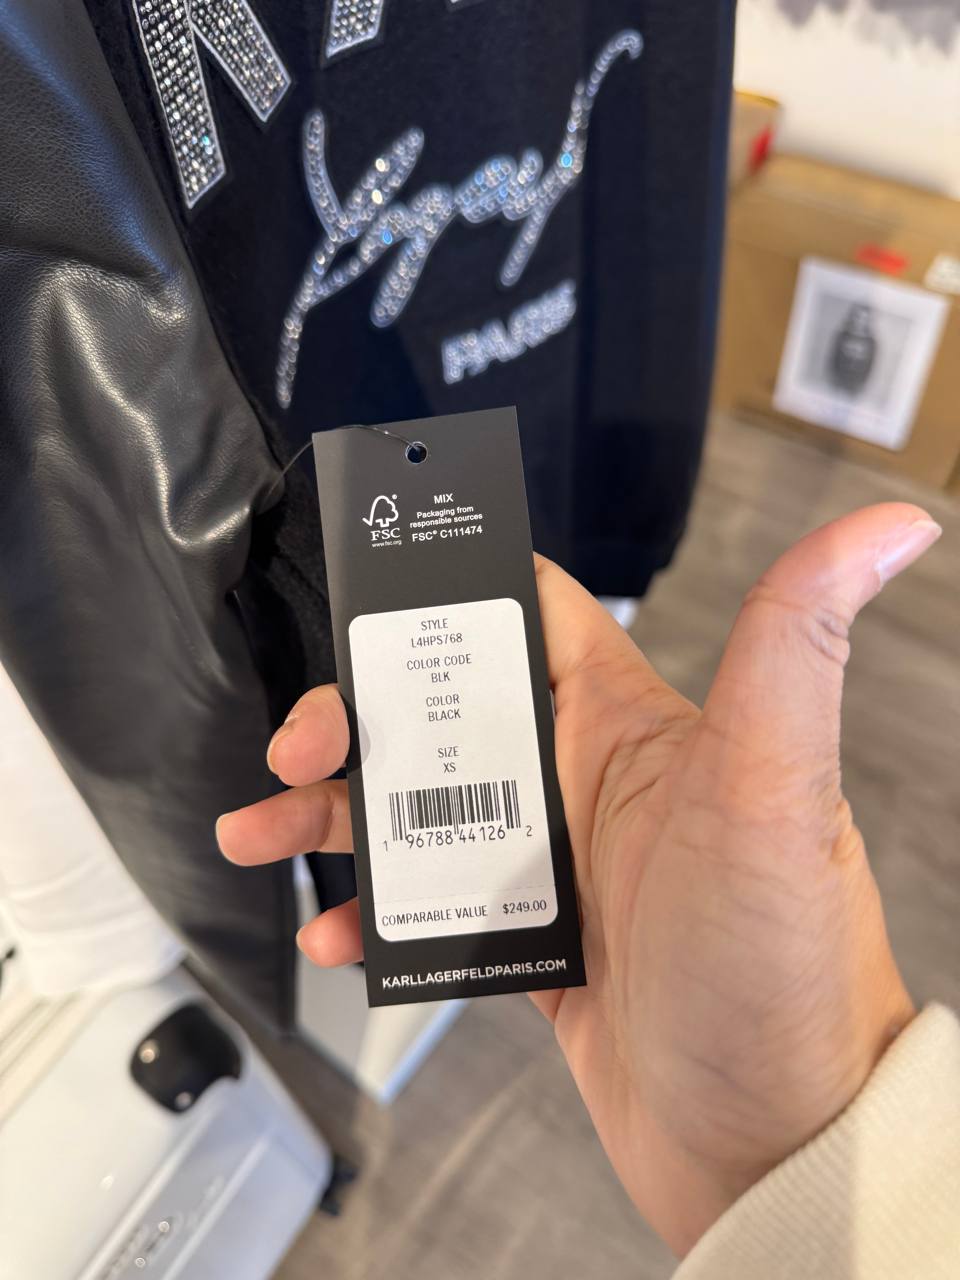 PARIS
MIX
Packaging from
responsible sources
FSC® C111474
FSC
www.fsc.org
STYLE
L4HPS768
COLOR CODE
BLK
COLOR
BLACK
SIZE
XS
1 96788 44126 2
COMPARABLE VALUE $249.00
KARLLAGERFELDPARIS.COM